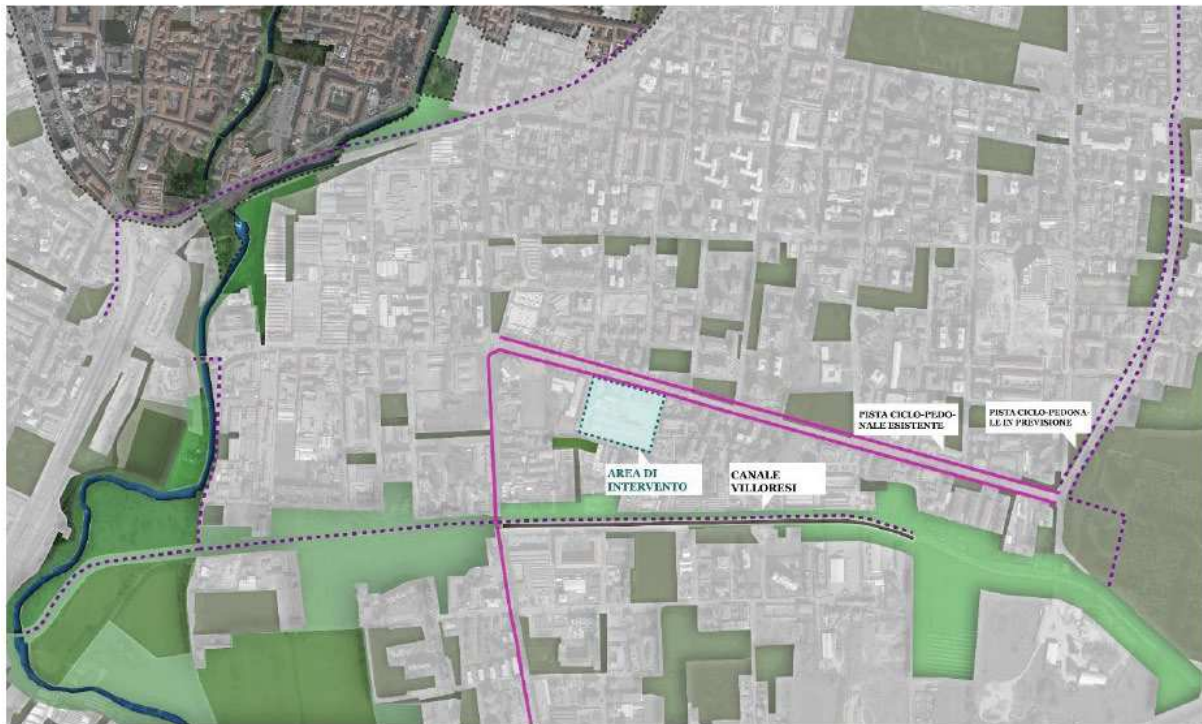 PISTA CICLO-PEDO-
NALE ESISTENTE
PISTA CICLO-PEDONA-
LE IN PREVISIONE
AREA DI
INTERVENTO
CANALE
VILLORESI